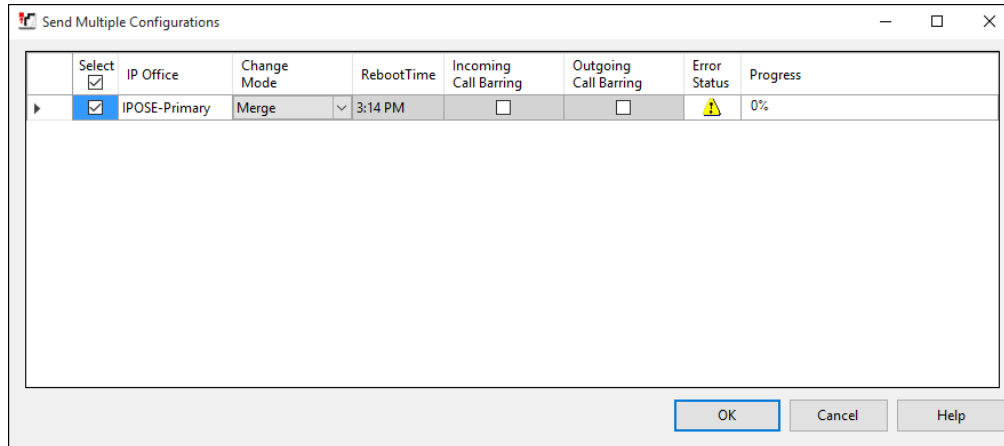 Send Multiple Configurations
Select IP Office Change Mode RebootTime Incoming Call Barring Outgoing Call Barring Error Status Progress
IPOSE-Primary Merge 3:14 PM 0%
OK Cancel Help